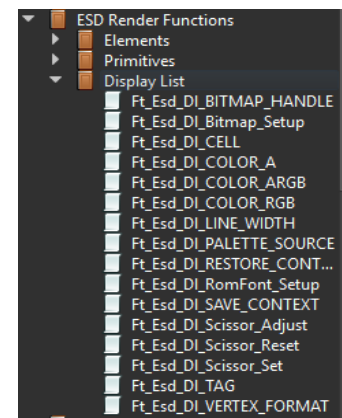 ESD Render Functions
Elements
Primitives
Display List
Ft_Esd_Dl_BITMAP_HANDLE
Ft_Esd_Dl_Bitmap_Setup
Ft_Esd_Dl_CELL
Ft_Esd_Dl_COLOR_A
Ft_Esd_Dl_COLOR_ARGB
Ft_Esd_Dl_COLOR_RGB
Ft_Esd_Dl_LINE_WIDTH
Ft_Esd_Dl_PALETTE_SOURCE
Ft_Esd_Dl_RESTORE_CONT...
Ft_Esd_Dl_RomFont_Setup
Ft_Esd_Dl_SAVE_CONTEXT
Ft_Esd_Dl_Scissor_Adjust
Ft_Esd_Dl_Scissor_Reset
Ft_Esd_Dl_Scissor_Set
Ft_Esd_Dl_TAG
Ft_Esd_Dl_VERTEX_FORMAT